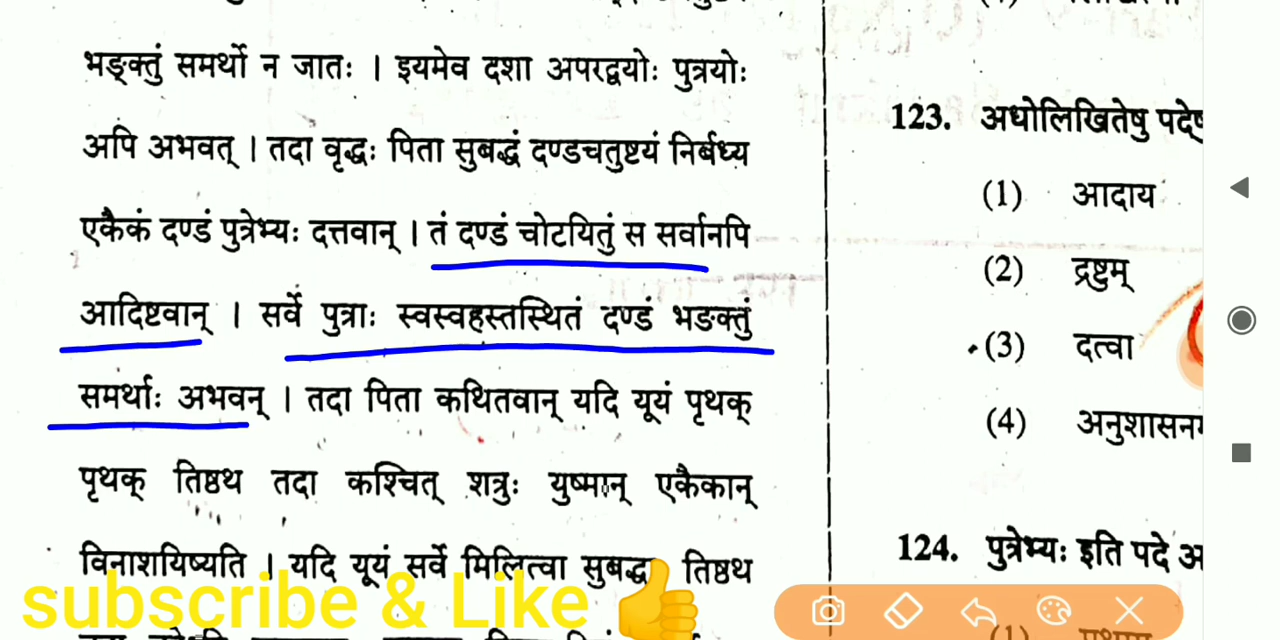 भङ्क्तुं समर्थो न जातः । इयमेव दशा अपरद्वयोः पुत्रयोः
अपि अभवत् । तदा वृद्धः पिता सुबद्धं दण्डचतुष्टयं निर्बध्य
एकैकं दण्डं पुत्रेभ्यः दत्तवान् । तं दण्डं चोटयितुं स सर्वानपि
आदिष्टवान् । सर्वे पुत्राः स्वस्वहस्तस्थितं दण्डं भङक्तुं
समर्थाः अभवन् । तदा पिता कथितवान् यदि यूयं पृथक्
पृथक् तिष्ठथ तदा कश्चित् शत्रुः युष्मान् एकैकान्
विनाशयिष्यति । यदि यूयं सर्वे मिलित्वा सुबद्ध तिष्ठथ
123. अधोलिखितेषु पदेषु
(1) आदाय
(2) द्रष्टुम्
(3) दत्वा
(4) अनुशासन
124. पुत्रेभ्यः इति पदे
subscribe & Like